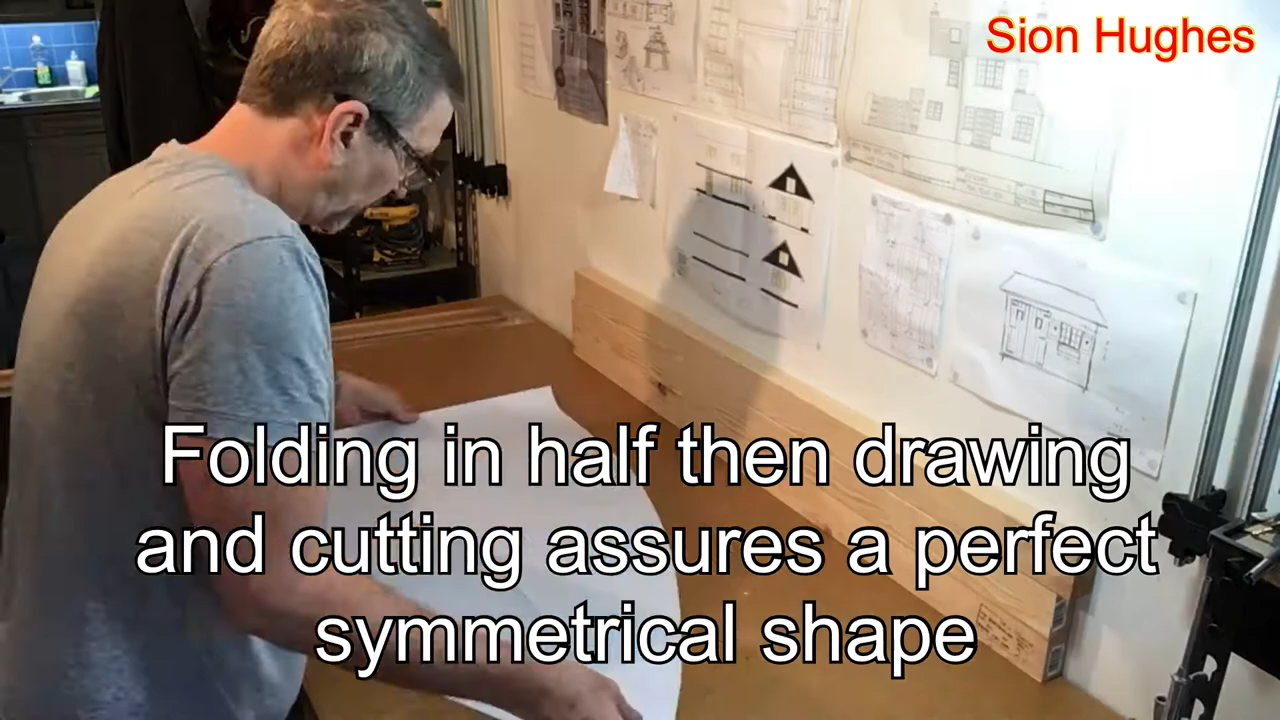 Sion Hughes
Folding in half then drawing
and cutting assures a perfect
symmetrical shape